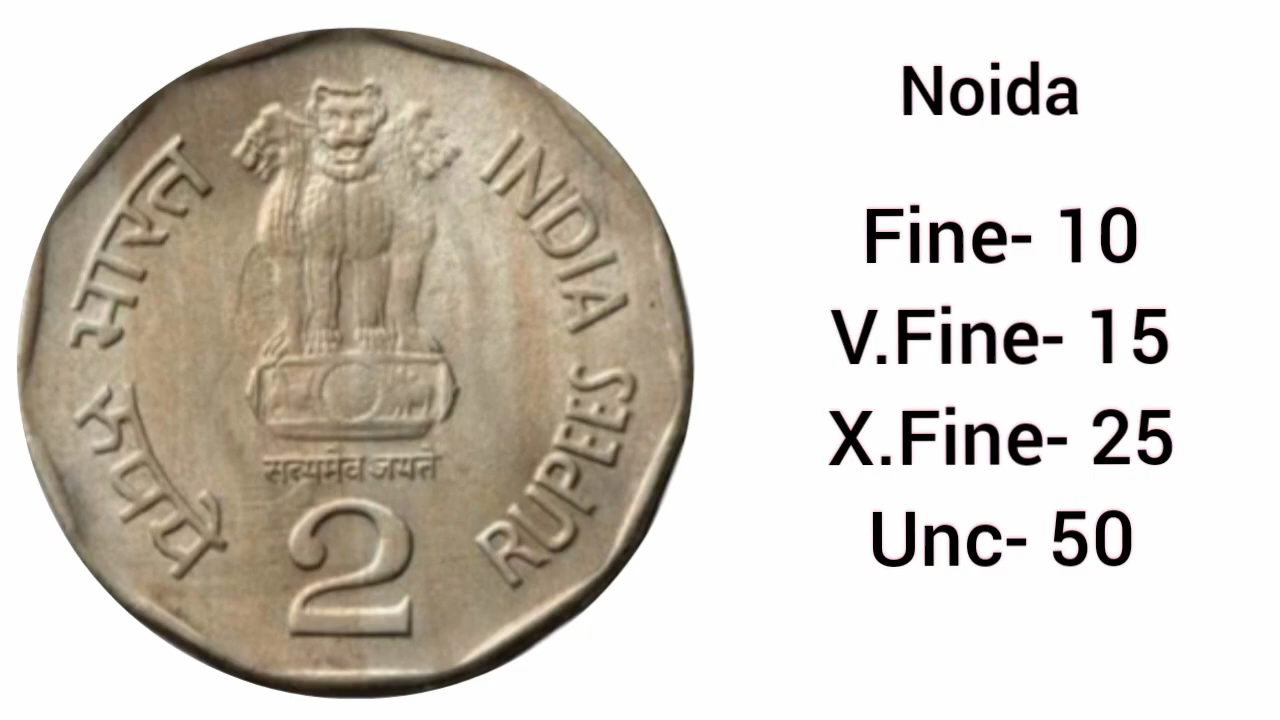 भारत
रुपये
INDIA
RUPEES
सत्यमेव जयते
2
Noida
Fine- 10
V.Fine- 15
X.Fine- 25
Unc- 50